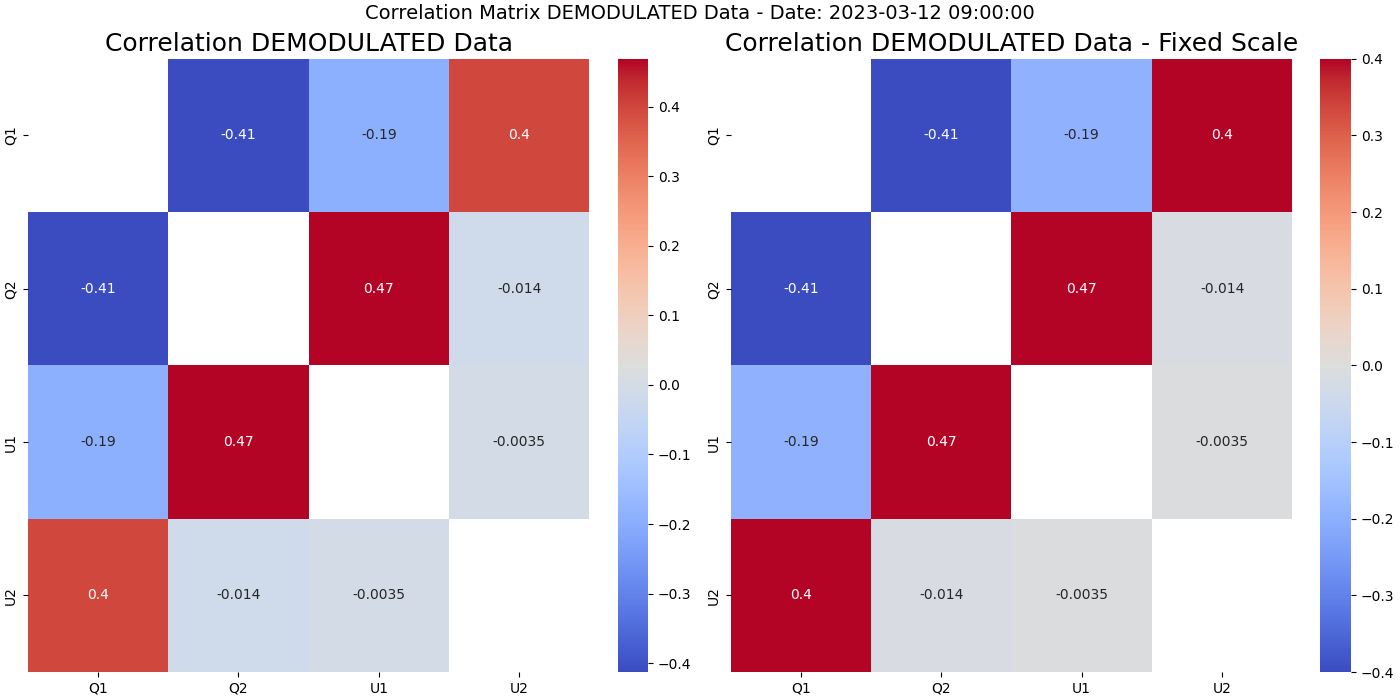 Correlation Matrix DEMODULATED Data - Date: 2023-03-12 09:00:00
Correlation DEMODULATED Data
Q1
-0.41
-0.19
0.4
Q2
-0.41
0.47
-0.014
U1
-0.19
0.47
-0.0035
U2
0.4
-0.014
-0.0035
Q1
Q2
U1
U2
0.4
0.3
0.2
0.1
0.0
−0.1
−0.2
−0.3
−0.4
Correlation DEMODULATED Data - Fixed Scale
Q1
-0.41
-0.19
0.4
Q2
-0.41
0.47
-0.014
U1
-0.19
0.47
-0.0035
U2
0.4
-0.014
-0.0035
Q1
Q2
U1
U2
0.4
0.3
0.2
0.1
0.0
−0.1
−0.2
−0.3
−0.4